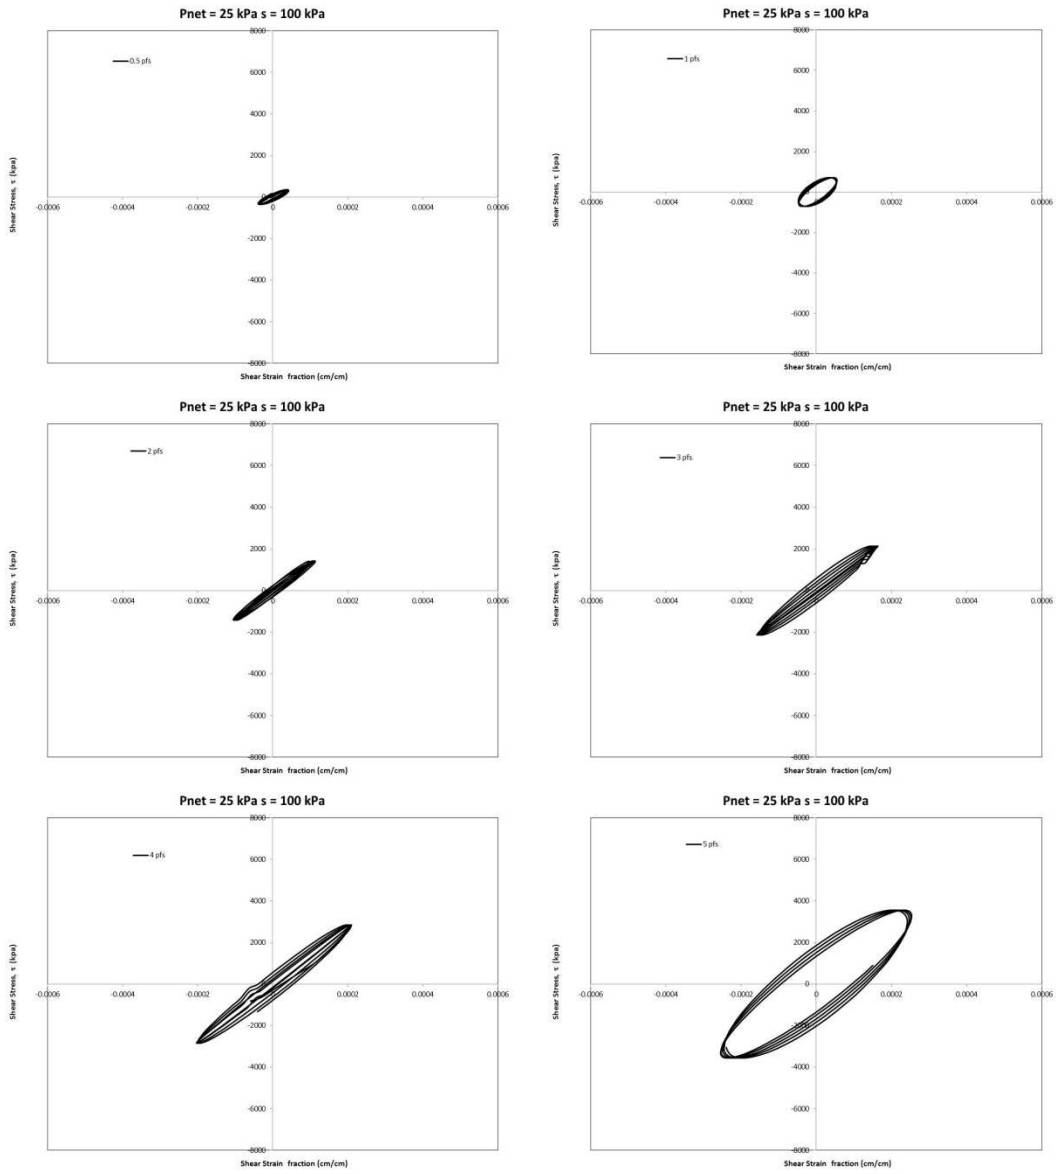 Pnet = 25 kPa s = 100 kPa
0.5 pfs
8000
6000
4000
2000
0
-2000
-4000
-6000
-8000
-0.0006 -0.0004 -0.0002 0 0.0002 0.0004 0.0006
Shear Stress, τ (kpa)
Shear Strain fraction (cm/cm)
Pnet = 25 kPa s = 100 kPa
1 pfs
8000
6000
4000
2000
0
-2000
-4000
-6000
-8000
-0.0006 -0.0004 -0.0002 0 0.0002 0.0004 0.0006
Shear Stress, τ (kpa)
Shear Strain fraction (cm/cm)
Pnet = 25 kPa s = 100 kPa
2 pfs
8000
6000
4000
2000
0
-2000
-4000
-6000
-8000
-0.0006 -0.0004 -0.0002 0 0.0002 0.0004 0.0006
Shear Stress, τ (kpa)
Shear Strain fraction (cm/cm)
Pnet = 25 kPa s = 100 kPa
3 pfs
8000
6000
4000
2000
0
-2000
-4000
-6000
-8000
-0.0006 -0.0004 -0.0002 0 0.0002 0.0004 0.0006
Shear Stress, τ (kpa)
Shear Strain fraction (cm/cm)
Pnet = 25 kPa s = 100 kPa
4 pfs
8000
6000
4000
2000
0
-2000
-4000
-6000
-8000
-0.0006 -0.0004 -0.0002 0 0.0002 0.0004 0.0006
Shear Stress, τ (kpa)
Shear Strain fraction (cm/cm)
Pnet = 25 kPa s = 100 kPa
5 pfs
8000
6000
4000
2000
0
-2000
-4000
-6000
-8000
-0.0006 -0.0004 -0.0002 0 0.0002 0.0004 0.0006
Shear Stress, τ (kpa)
Shear Strain fraction (cm/cm)